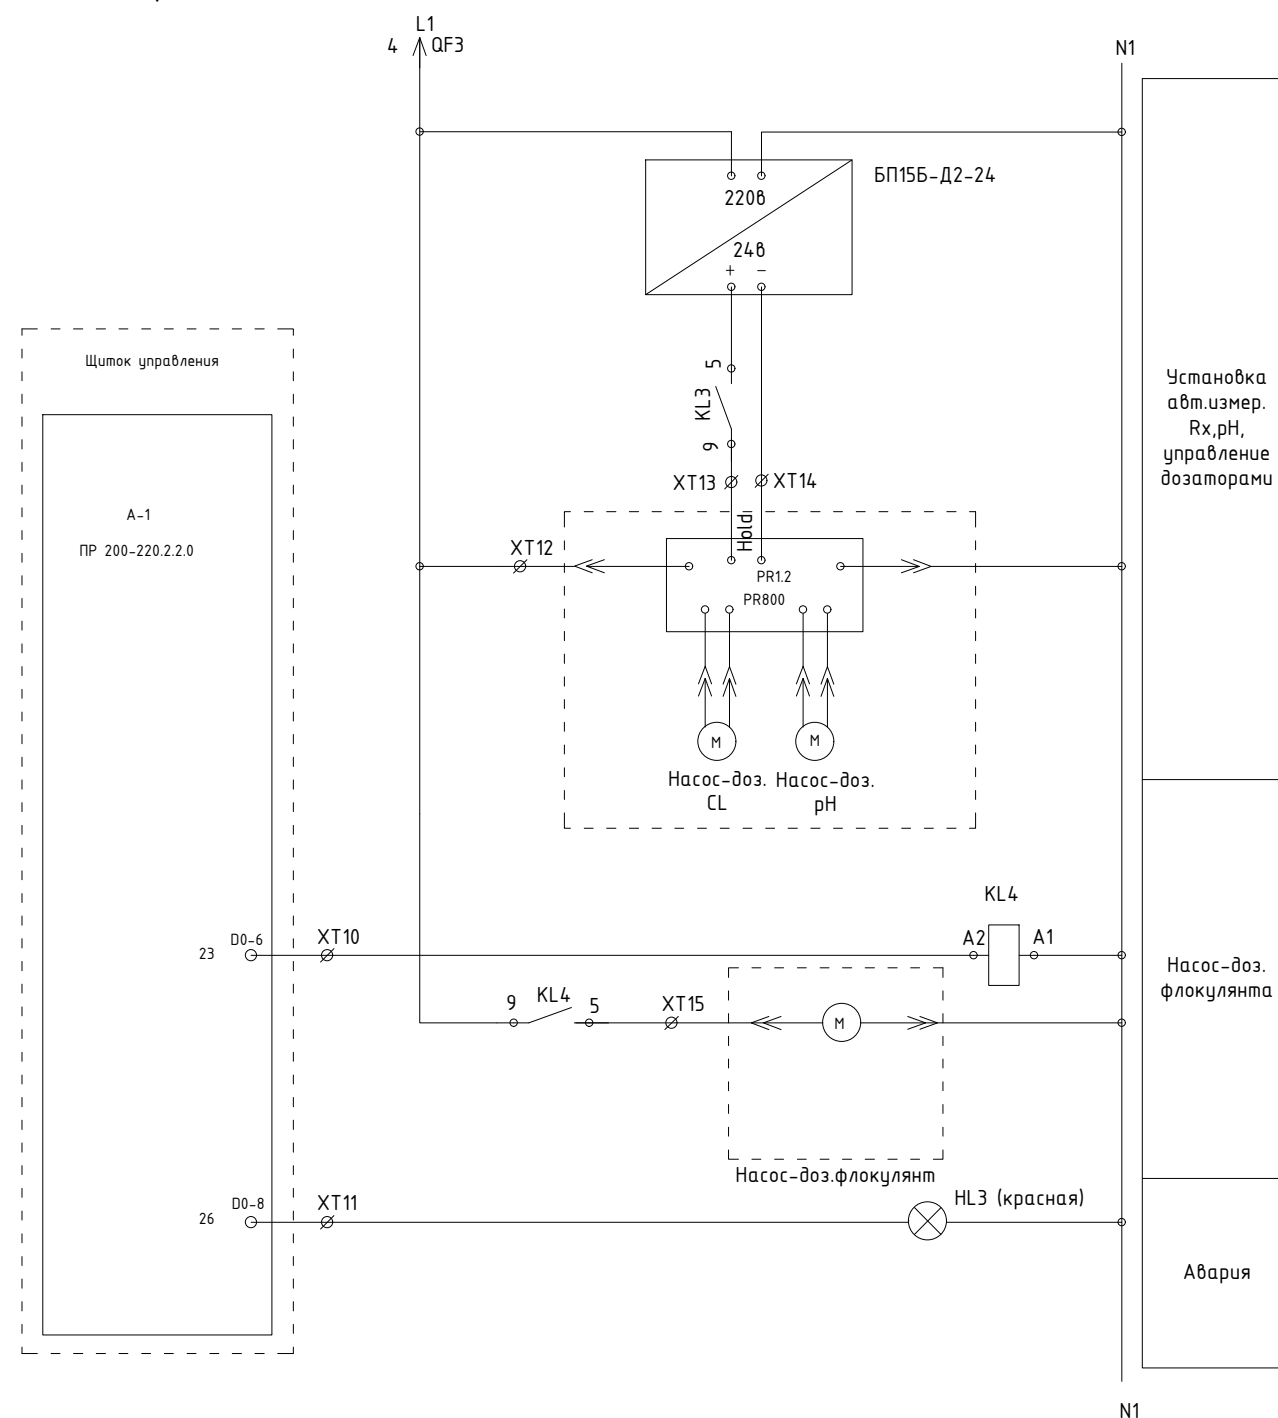 L1
4
QF3
N1
БП15Б-Д2-24
220в
24в
+ -
Щиток управления
5
KL3
9
XT13
XT14
Установка
авт.измер.
Rx,pH,
управление
дозаторами
А-1
ПР 200-220.2.2.0
XT12
Hold
PR1.2
PR800
M
M
Насос-доз.
CL
Насос-доз.
pH
KL4
23
DO-6
XT10
A2
A1
9
KL4
5
XT15
M
Насос-доз.
флокулянта
Насос-доз.флокулянт
26
DO-8
XT11
HL3 (красная)
Авария
N1